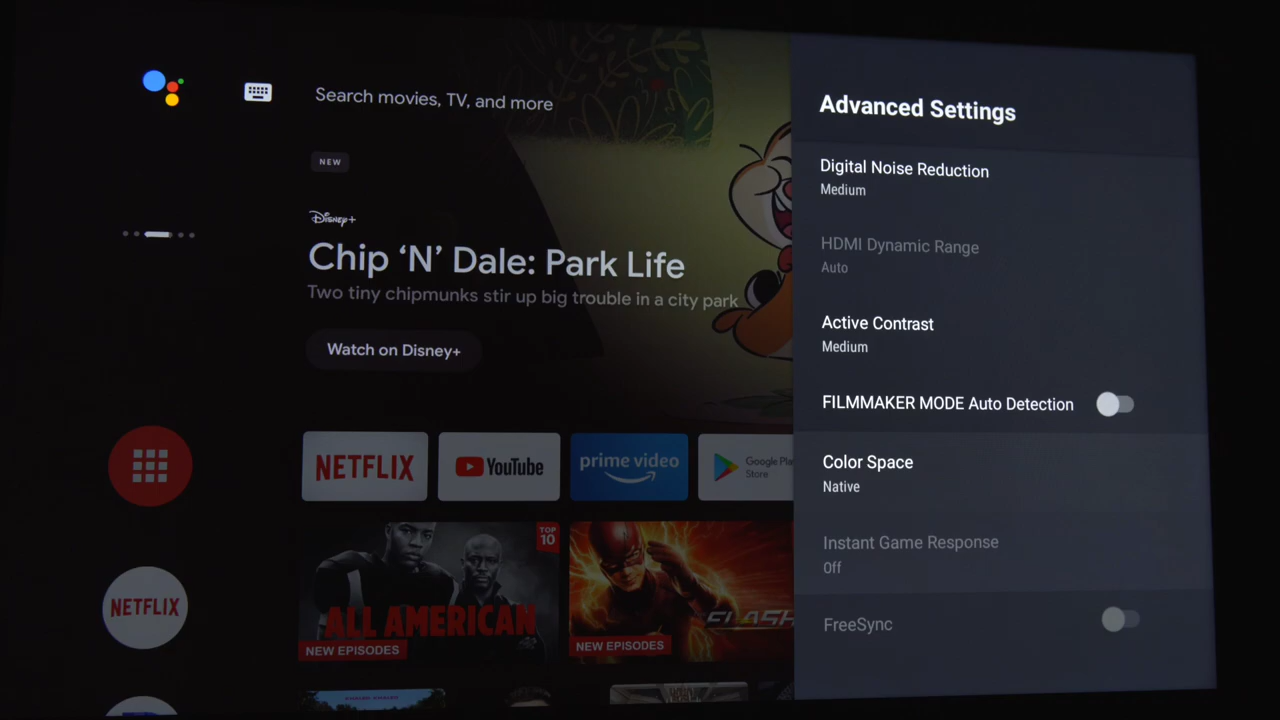 Search movies, TV, and more
NEW
Disney+
Chip ‘N’ Dale: Park Life
Two tiny chipmunks stir up big trouble in a city park
Watch on Disney+
NETFLIX
YouTube
prime video
Google Play
Store
TOP
10
ALL AMERICAN
NEW EPISODES
FLASH
NEW EPISODES
NETFLIX
Advanced Settings
Digital Noise Reduction
Medium
HDMI Dynamic Range
Auto
Active Contrast
Medium
FILMMAKER MODE Auto Detection
Color Space
Native
Instant Game Response
Off
FreeSync